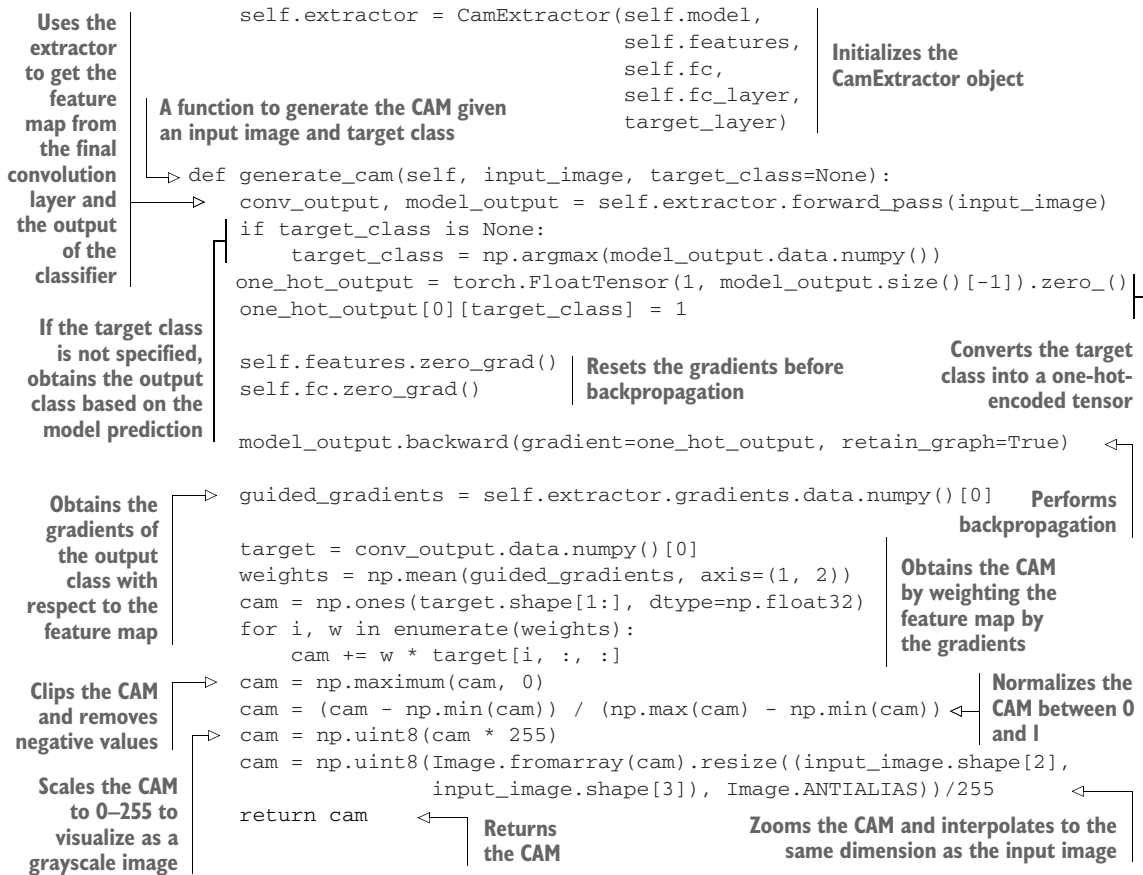 self.extractor = CamExtractor(self.model,
self.features,
self.fc,
self.fc_layer,
target_layer)
Initializes the
CamExtractor object
Uses the
extractor
to get the
feature
map from
the final
convolution
layer and
the output
of the
classifier
A function to generate the CAM given
an input image and target class
def generate_cam(self, input_image, target_class=None):
conv_output, model_output = self.extractor.forward_pass(input_image)
if target_class is None:
target_class = np.argmax(model_output.data.numpy())
one_hot_output = torch.FloatTensor(1, model_output.size()[-1]).zero_()
one_hot_output[0][target_class] = 1
If the target class
is not specified,
obtains the output
class based on the
model prediction
self.features.zero_grad()
self.fc.zero_grad()
Resets the gradients before
backpropagation
Converts the target
class into a one-hot-
encoded tensor
model_output.backward(gradient=one_hot_output, retain_graph=True)
Performs
backpropagation
Obtains the
gradients of
the output
class with
respect to the
feature map
guided_gradients = self.extractor.gradients.data.numpy()[0]
target = conv_output.data.numpy()[0]
weights = np.mean(guided_gradients, axis=(1, 2))
cam = np.ones(target.shape[1:], dtype=np.float32)
for i, w in enumerate(weights):
cam += w * target[i, :, :]
Obtains the CAM
by weighting the
feature map by
the gradients
Clips the CAM
and removes
negative values
cam = np.maximum(cam, 0)
cam = (cam - np.min(cam)) / (np.max(cam) - np.min(cam))
Normalizes the
CAM between 0
and 1
cam = np.uint8(cam * 255)
cam = np.uint8(Image.fromarray(cam).resize((input_image.shape[2],
input_image.shape[3]), Image.ANTIALIAS))/255
Scales the CAM
to 0–255 to
visualize as a
grayscale image
return cam
Returns
the CAM
Zooms the CAM and interpolates to the
same dimension as the input image